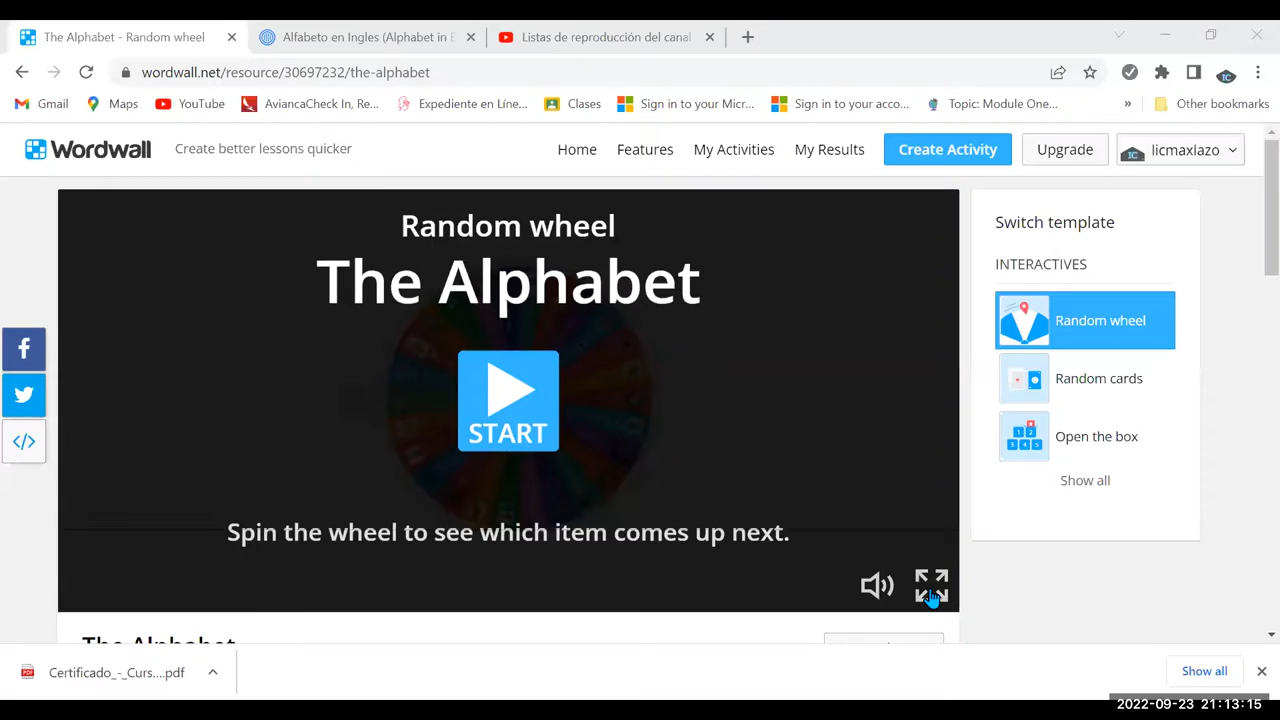 The Alphabet - Random wheel
Alfabeto en Ingles (Alphabet in E
Listas de reproducción del canal
wordwall.net/resource/30697232/the-alphabet
Gmail
Maps
YouTube
AviancaCheck In, Re...
Expediente en Líne...
Clases
Sign in to your Micr...
Sign in to your acco...
Topic: Module One...
»
Other bookmarks
Wordwall
Create better lessons quicker
Home
Features
My Activities
My Results
Create Activity
Upgrade
IC
licmaxlazo
Random wheel
The Alphabet
START
Spin the wheel to see which item comes up next.
Switch template
INTERACTIVES
Random wheel
Random cards
Open the box
Show all
The Alphabet
Certificado_-_Curs....pdf
Show all
2022-09-23 21:13:15